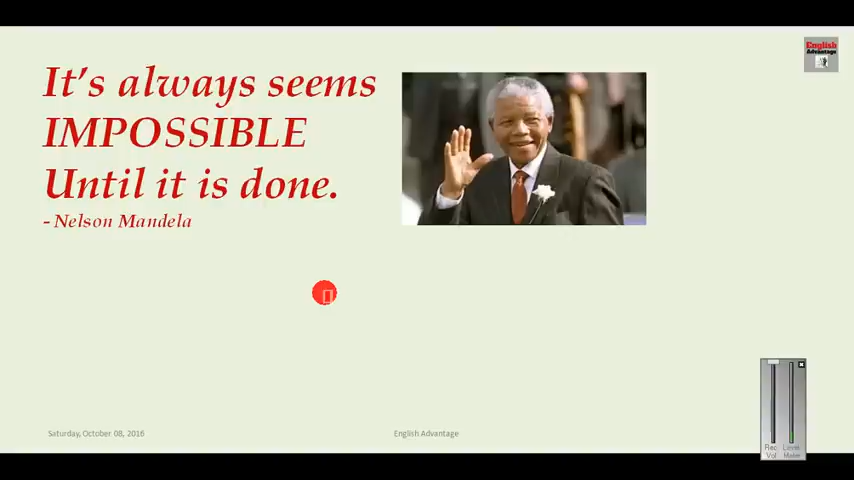 It's always seems
IMPOSSIBLE
Until it is done.
- Nelson Mandela
English
Advantage
Saturday, October 08, 2016
English Advantage
Rec Level
Vol Meter